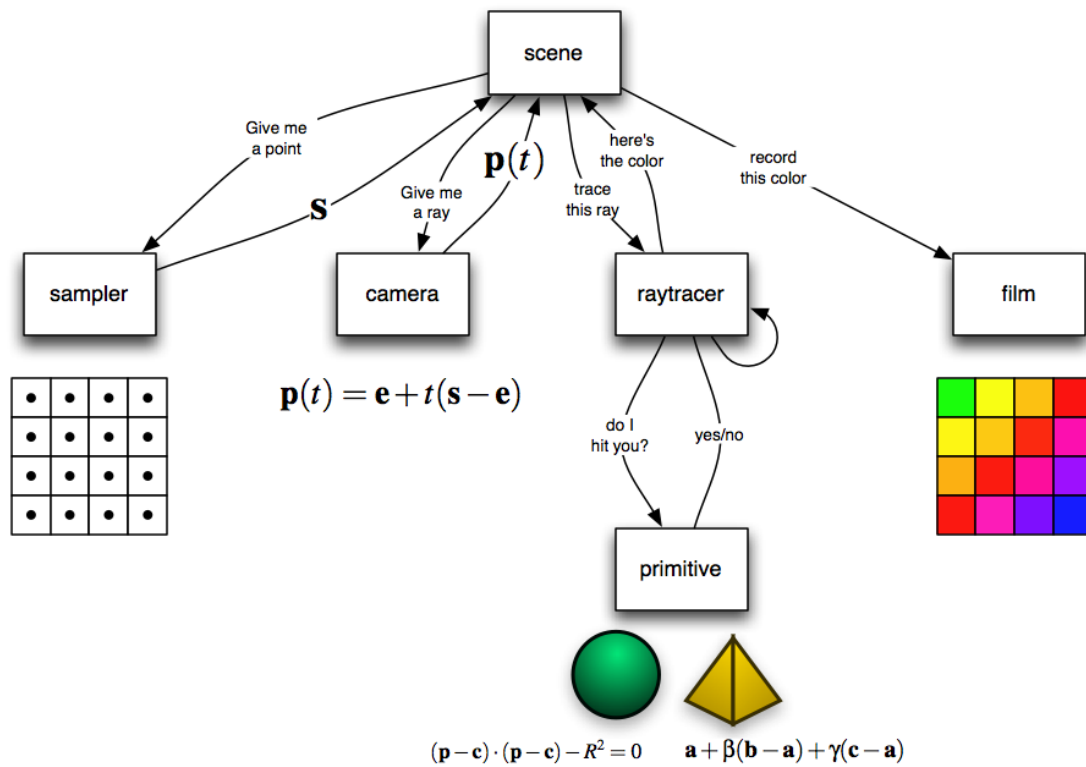 scene
Give me
a point
s
Give me
a ray
p(t)
here's
the color
trace
this ray
record
this color
sampler
camera
raytracer
film
p(t) = e + t(s − e)
do I
hit you?
yes/no
primitive
(p − c) · (p − c) − R² = 0
a + β(b − a) + γ(c − a)